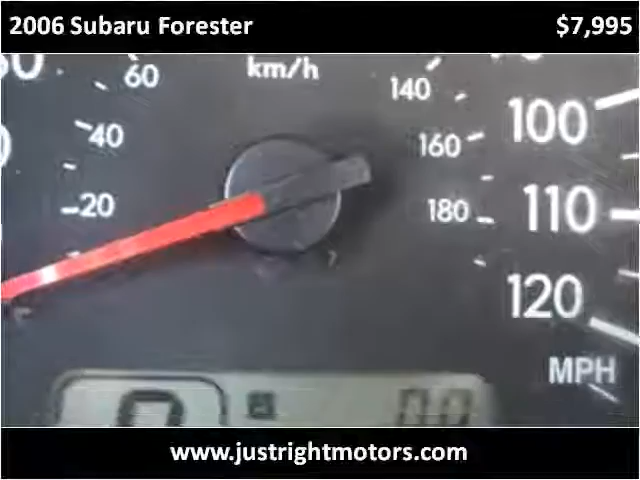 2006 Subaru Forester $7,995
60 km/h 140
40 160 100
20 180 110
120
MPH
www.justrightmotors.com